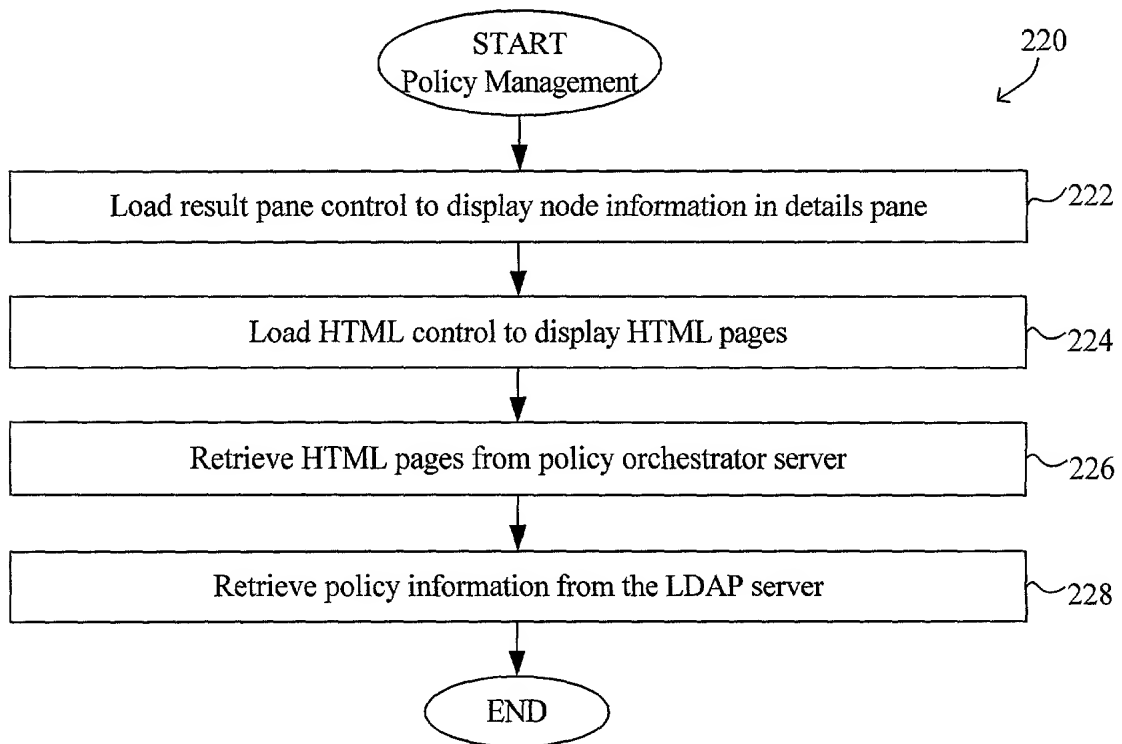 START
Policy Management
220
Load result pane control to display node information in details pane
222
Load HTML control to display HTML pages
224
Retrieve HTML pages from policy orchestrator server
226
Retrieve policy information from the LDAP server
228
END